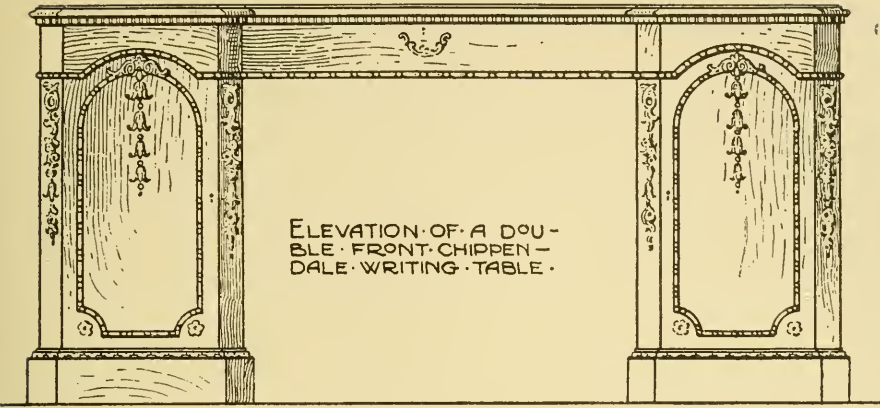 ELEVATION·OF·A DOU-
BLE·FRONT·CHIPPEN-
DALE·WRITING·TABLE·